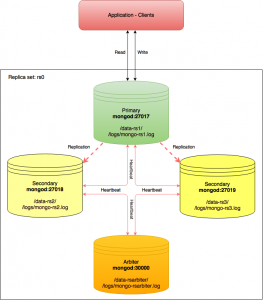 Application - Clients
Read
Write
Replica set: rs0
Primary
mongod:27017
/data-rs1/
/logs/mongo-rs1.log
Replication
Replication
Heartbeat
Heartbeat
Secondary
mongod:27018
/data-rs2/
/logs/mongo-rs2.log
Heartbeat
Heartbeat
Secondary
mongod:27019
/data-rs3/
/logs/mongo-rs3.log
Heartbeat
Heartbeat
Arbiter
mongod:30000
/data-rsarbiter/
/logs/mongo-rsarbiter.log